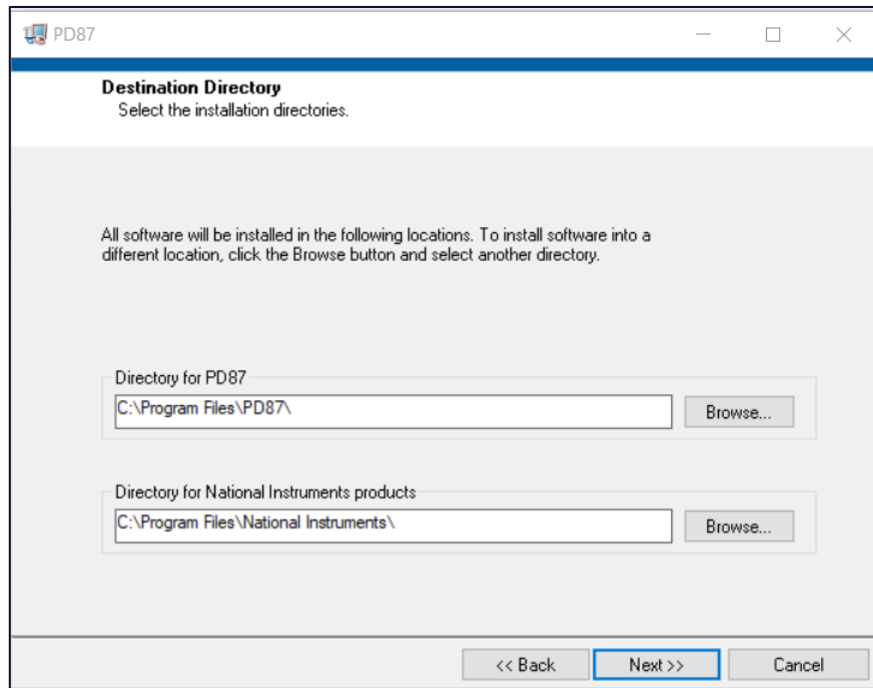 PD87
Destination Directory
Select the installation directories.
All software will be installed in the following locations. To install software into a
different location, click the Browse button and select another directory.
Directory for PD87
C:\Program Files\PD87\
Browse...
Directory for National Instruments products
C:\Program Files\National Instruments\
Browse...
<< Back
Next >>
Cancel